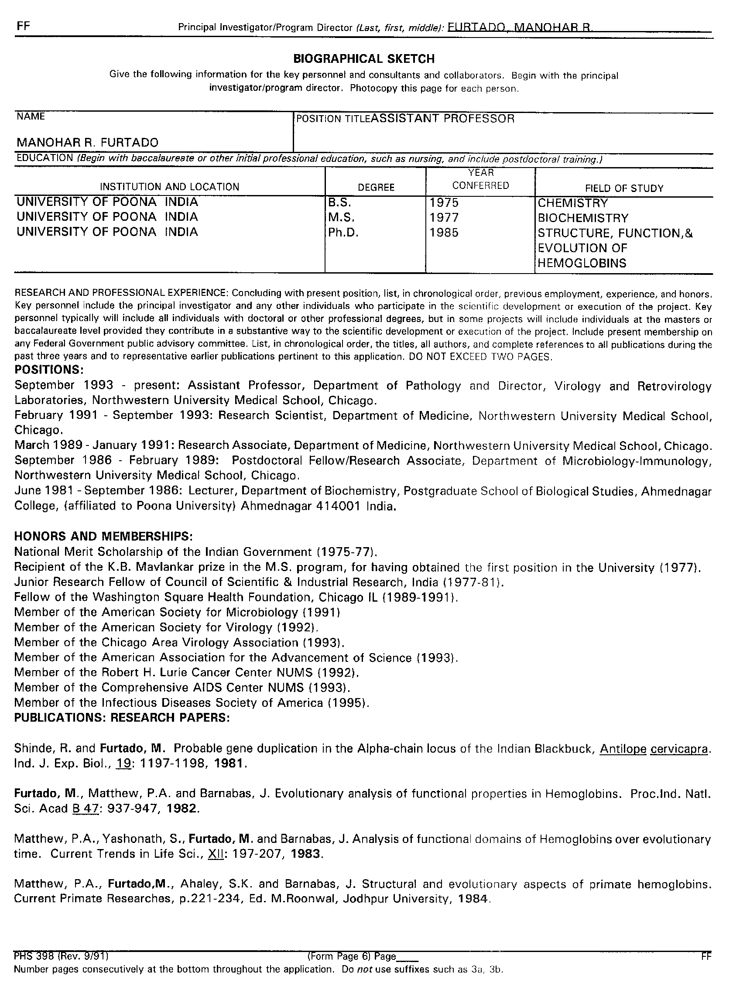 FF
Principal Investigator/Program Director (Last, first, middle): FURTADO, MANOHAR R.
BIOGRAPHICAL SKETCH
Give the following information for the key personnel and consultants and collaborators. Begin with the principal
investigator/program director. Photocopy this page for each person.
NAME
POSITION TITLEASSISTANT PROFESSOR
MANOHAR R. FURTADO
EDUCATION (Begin with baccalaureate or other initial professional education, such as nursing, and include postdoctoral training.)
INSTITUTION AND LOCATION
DEGREE
YEAR
CONFERRED
FIELD OF STUDY
UNIVERSITY OF POONA INDIA B.S. 1975 CHEMISTRY
UNIVERSITY OF POONA INDIA M.S. 1977 BIOCHEMISTRY
UNIVERSITY OF POONA INDIA Ph.D. 1985 STRUCTURE, FUNCTION,&
EVOLUTION OF
HEMOGLOBINS
RESEARCH AND PROFESSIONAL EXPERIENCE: Concluding with present position, list, in chronological order, previous employment, experience, and honors.
Key personnel include the principal investigator and any other individuals who participate in the scientific development or execution of the project. Key
personnel typically will include all individuals with doctoral or other professional degrees, but in some projects will include individuals at the masters or
baccalaureate level provided they contribute in a substantive way to the scientific development or execution of the project. Include present membership on
any Federal Government public advisory committee. List, in chronological order, the titles, all authors, and complete references to all publications during the
past three years and to representative earlier publications pertinent to this application. DO NOT EXCEED TWO PAGES.
POSITIONS:
September 1993 - present: Assistant Professor, Department of Pathology and Director, Virology and Retrovirology
Laboratories, Northwestern University Medical School, Chicago.
February 1991 - September 1993: Research Scientist, Department of Medicine, Northwestern University Medical School,
Chicago.
March 1989 - January 1991: Research Associate, Department of Medicine, Northwestern University Medical School, Chicago.
September 1986 - February 1989: Postdoctoral Fellow/Research Associate, Department of Microbiology-Immunology,
Northwestern University Medical School, Chicago.
June 1981 - September 1986: Lecturer, Department of Biochemistry, Postgraduate School of Biological Studies, Ahmednagar
College, (affiliated to Poona University) Ahmednagar 414001 India.
HONORS AND MEMBERSHIPS:
National Merit Scholarship of the Indian Government (1975-77).
Recipient of the K.B. Mavlankar prize in the M.S. program, for having obtained the first position in the University (1977).
Junior Research Fellow of Council of Scientific & Industrial Research, India (1977-81).
Fellow of the Washington Square Health Foundation, Chicago IL (1989-1991).
Member of the American Society for Microbiology (1991)
Member of the American Society for Virology (1992).
Member of the Chicago Area Virology Association (1993).
Member of the American Association for the Advancement of Science (1993).
Member of the Robert H. Lurie Cancer Center NUMS (1992).
Member of the Comprehensive AIDS Center NUMS (1993).
Member of the Infectious Diseases Society of America (1995).
PUBLICATIONS: RESEARCH PAPERS:
Shinde, R. and Furtado, M. Probable gene duplication in the Alpha-chain locus of the Indian Blackbuck, Antilope cervicapra.
Ind. J. Exp. Biol., 19: 1197-1198, 1981.
Furtado, M., Matthew, P.A. and Barnabas, J. Evolutionary analysis of functional properties in Hemoglobins. Proc.Ind. Natl.
Sci. Acad B 47: 937-947, 1982.
Matthew, P.A., Yashonath, S., Furtado, M. and Barnabas, J. Analysis of functional domains of Hemoglobins over evolutionary
time. Current Trends in Life Sci., XII: 197-207, 1983.
Matthew, P.A., Furtado,M., Ahaley, S.K. and Barnabas, J. Structural and evolutionary aspects of primate hemoglobins.
Current Primate Researches, p.221-234, Ed. M.Roonwal, Jodhpur University, 1984.
PHS 398 (Rev. 9/91) (Form Page 6) Page____ FF
Number pages consecutively at the bottom throughout the application. Do not use suffixes such as 3a, 3b.